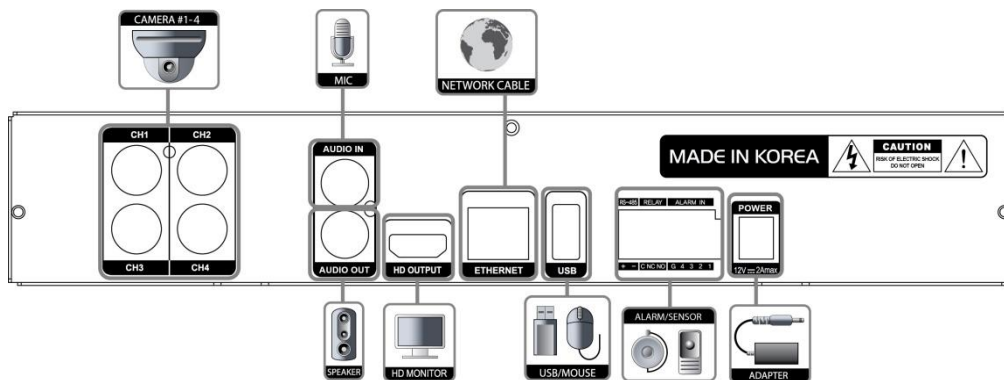 CAMERA #1-4
MIC
NETWORK CABLE
CH1 CH2
CH3 CH4
AUDIO IN
AUDIO OUT
HD OUTPUT
ETHERNET
USB
RS-485 RELAY ALARM IN
+ - C NC NO G 4 3 2 1
POWER
12V⎓2Amax
MADE IN KOREA
CAUTION
RISK OF ELECTRIC SHOCK
DO NOT OPEN
SPEAKER
HD MONITOR
USB/MOUSE
ALARM/SENSOR
ADAPTER